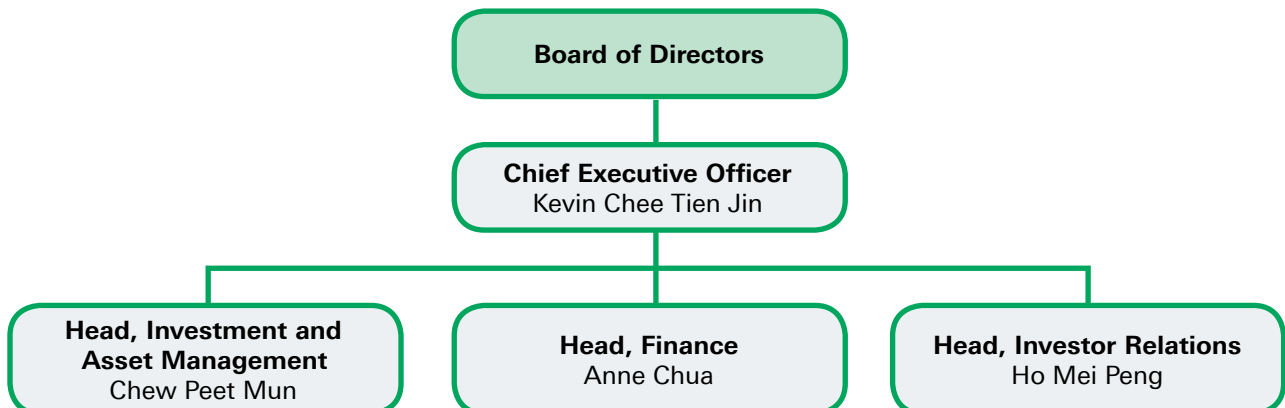 Board of Directors
Chief Executive Officer
Kevin Chee Tien Jin
Head, Investment and
Asset Management
Chew Peet Mun
Head, Finance
Anne Chua
Head, Investor Relations
Ho Mei Peng